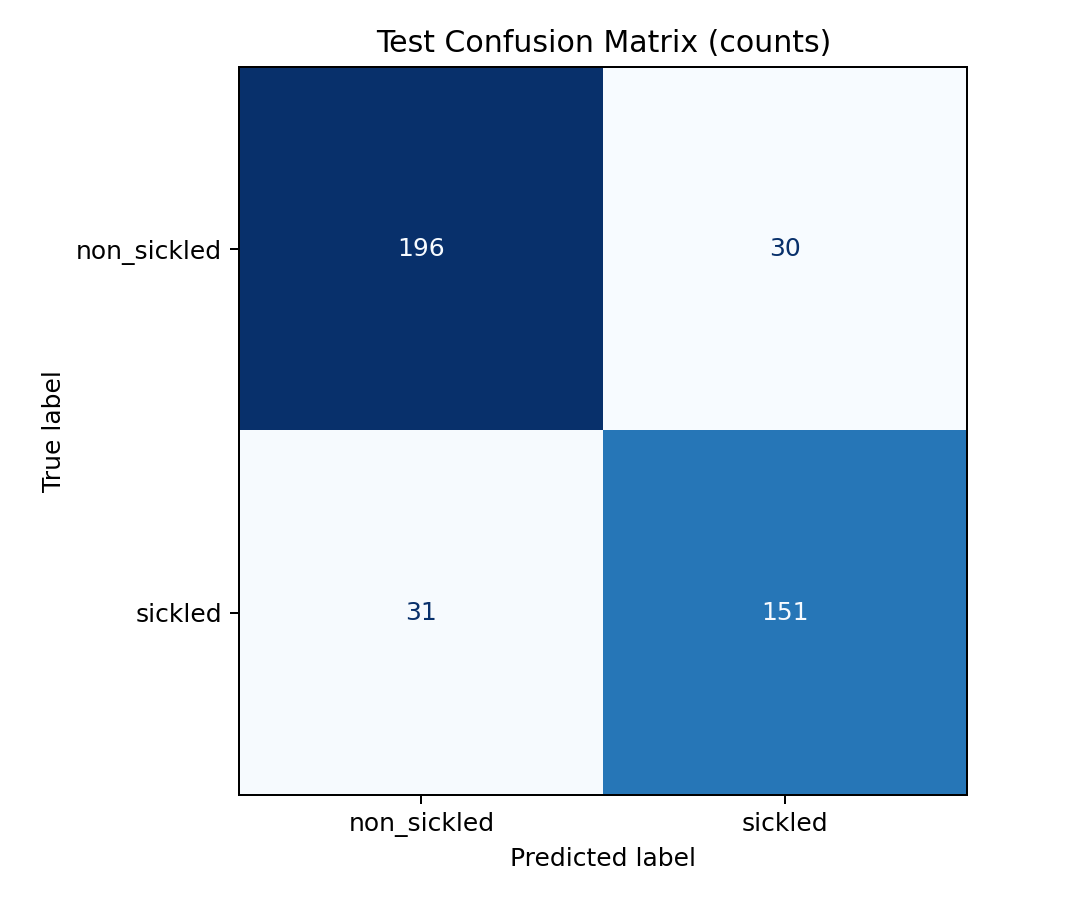 Test Confusion Matrix (counts)
non_sickled
196
30
True label
sickled
31
151
non_sickled
sickled
Predicted label